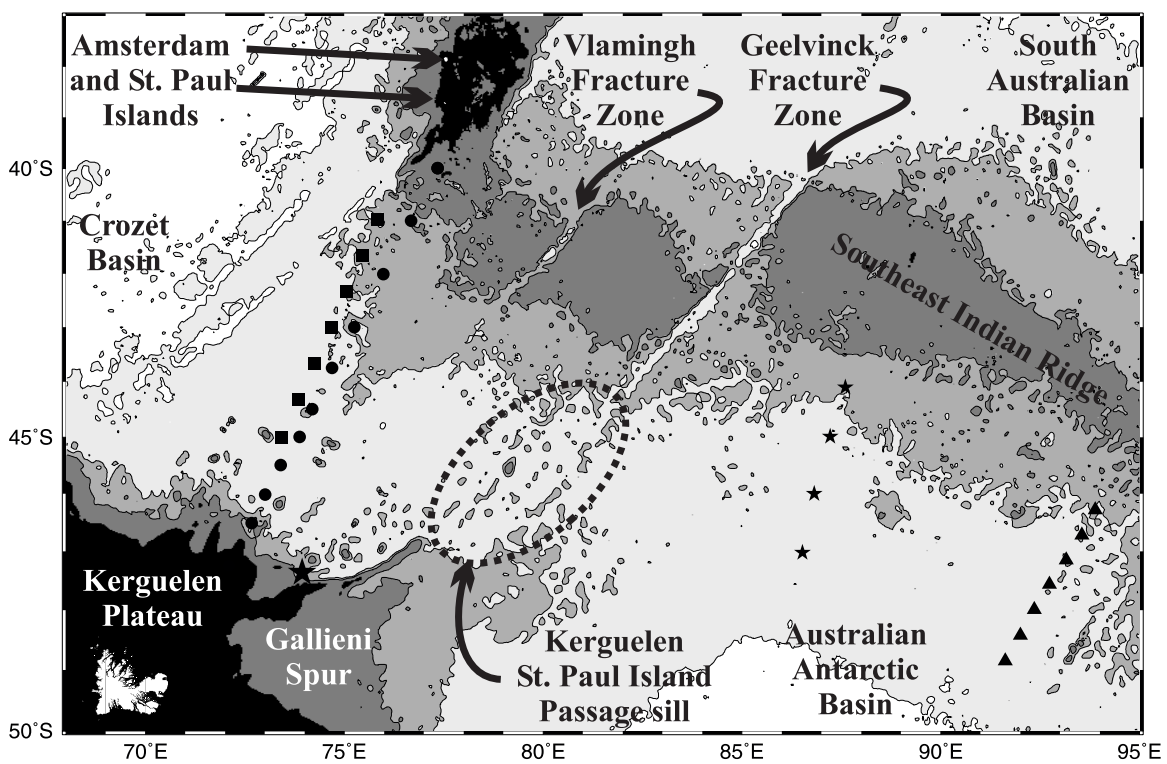 Amsterdam
and St. Paul
Islands
Vlamingh
Fracture
Zone
Geelvinck
Fracture
Zone
South
Australian
Basin
40°S
Crozet
Basin
Southeast Indian Ridge
45°S
Kerguelen
Plateau
Gallieni
Spur
Kerguelen
St. Paul Island
Passage sill
Australian
Antarctic
Basin
50°S
70°E
75°E
80°E
85°E
90°E
95°E